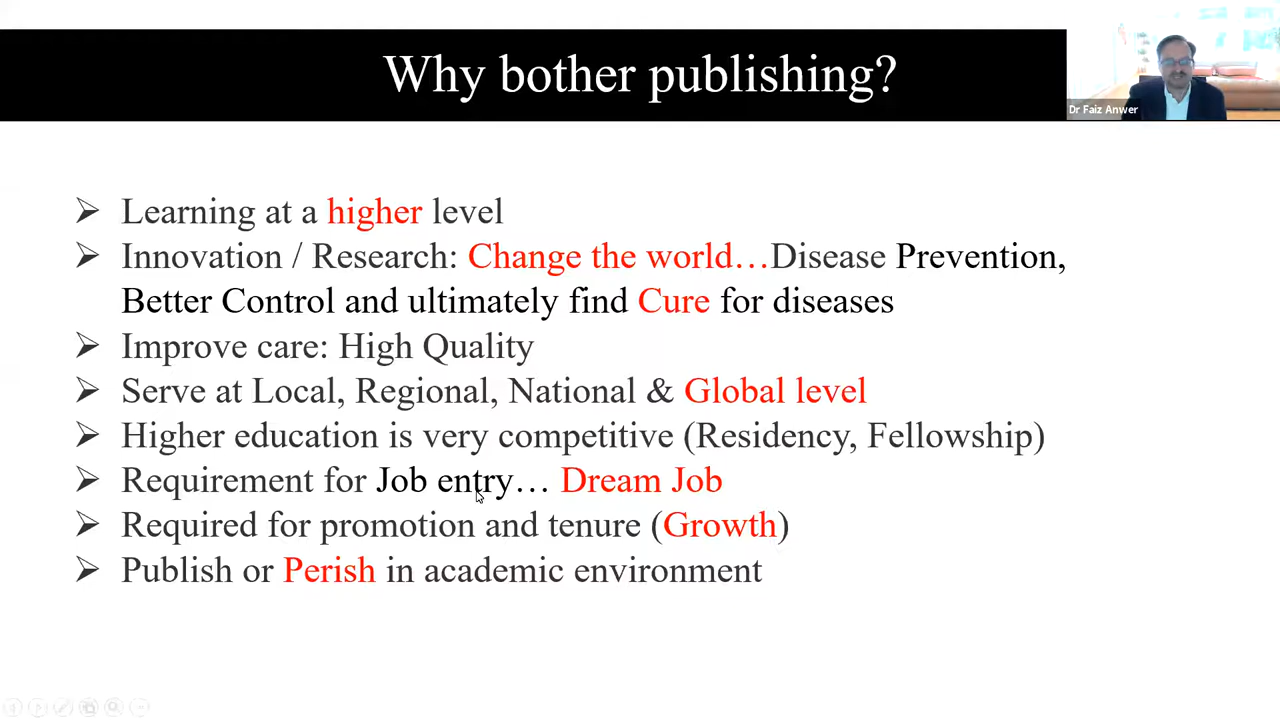 Why bother publishing?
Dr Faiz Anwer
➢ Learning at a higher level
➢ Innovation / Research: Change the world…Disease Prevention,
Better Control and ultimately find Cure for diseases
➢ Improve care: High Quality
➢ Serve at Local, Regional, National & Global level
➢ Higher education is very competitive (Residency, Fellowship)
➢ Requirement for Job entry… Dream Job
➢ Required for promotion and tenure (Growth)
➢ Publish or Perish in academic environment